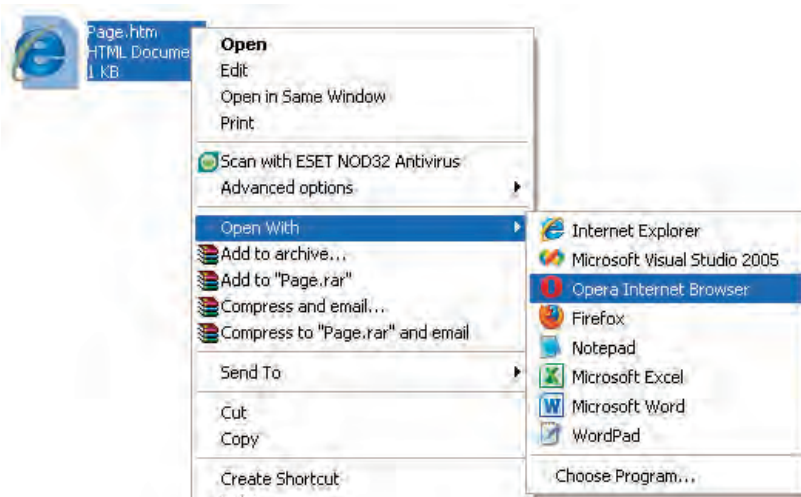 Page.htm
HTML Docume
1 KB
Open
Edit
Open in Same Window
Print
Scan with ESET NOD32 Antivirus
Advanced options
Open With
Add to archive...
Add to "Page.rar"
Compress and email...
Compress to "Page.rar" and email
Send To
Cut
Copy
Create Shortcut
Internet Explorer
Microsoft Visual Studio 2005
Opera Internet Browser
Firefox
Notepad
Microsoft Excel
Microsoft Word
WordPad
Choose Program...